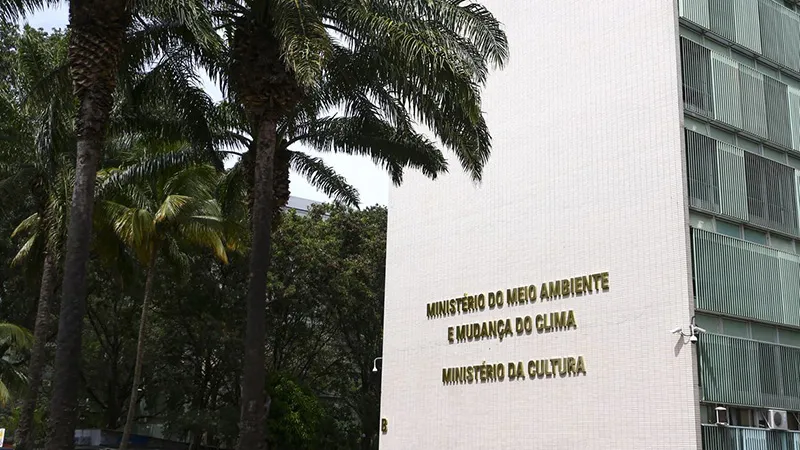 MINISTÉRIO DO MEIO AMBIENTE
E MUDANÇA DO CLIMA
MINISTÉRIO DA CULTURA
B